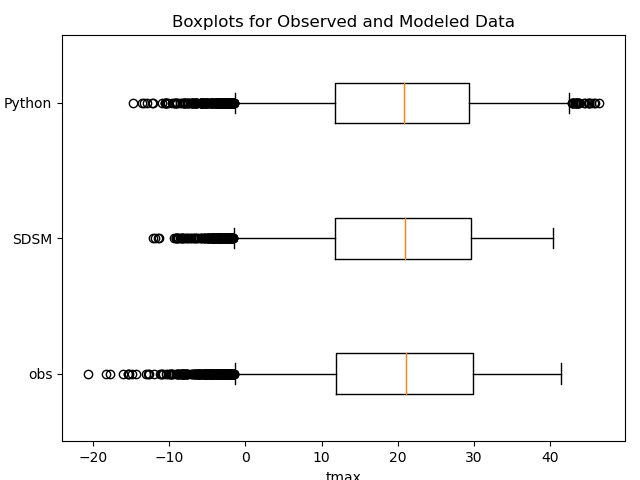 Boxplots for Observed and Modeled Data
Python
SDSM
obs
−20 −10 0 10 20 30 40
tmax